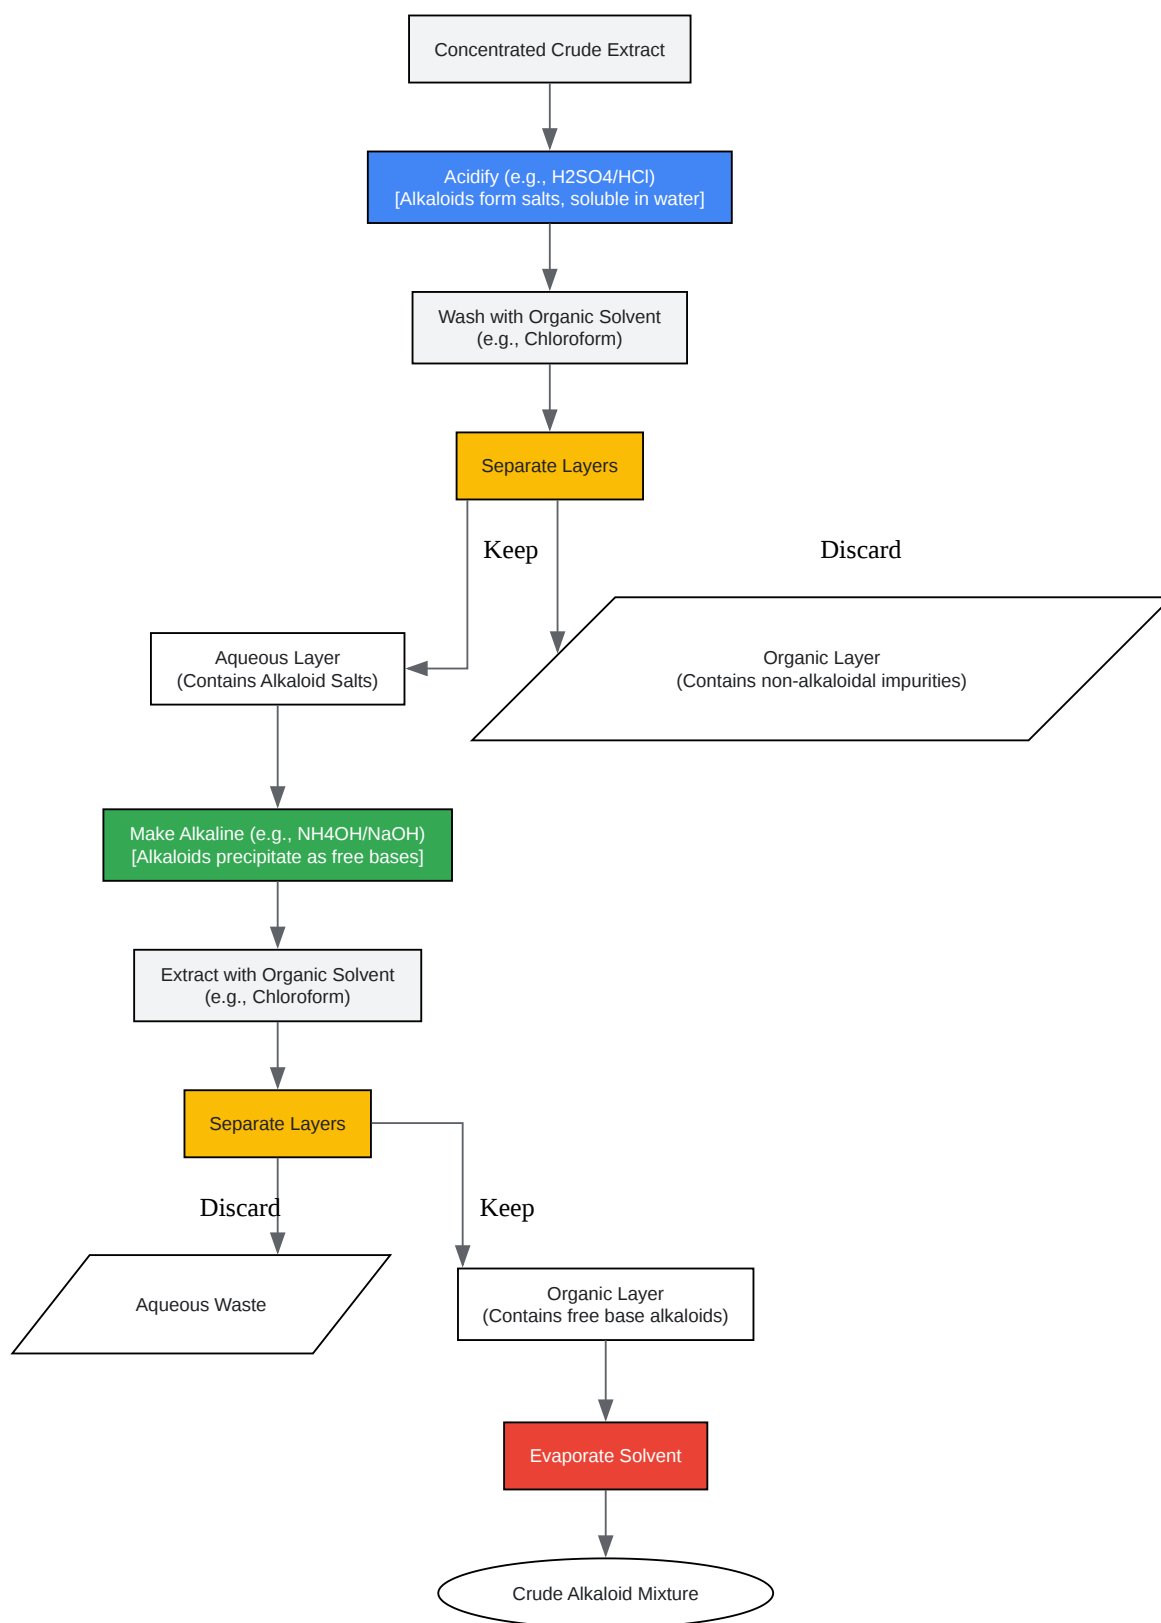 Concentrated Crude Extract
Acidify (e.g., H2SO4/HCl)
[Alkaloids form salts, soluble in water]
Wash with Organic Solvent
(e.g., Chloroform)
Separate Layers
Keep
Discard
Aqueous Layer
(Contains Alkaloid Salts)
Organic Layer
(Contains non-alkaloidal impurities)
Make Alkaline (e.g., NH4OH/NaOH)
[Alkaloids precipitate as free bases]
Extract with Organic Solvent
(e.g., Chloroform)
Separate Layers
Discard
Keep
Aqueous Waste
Organic Layer
(Contains free base alkaloids)
Evaporate Solvent
Crude Alkaloid Mixture